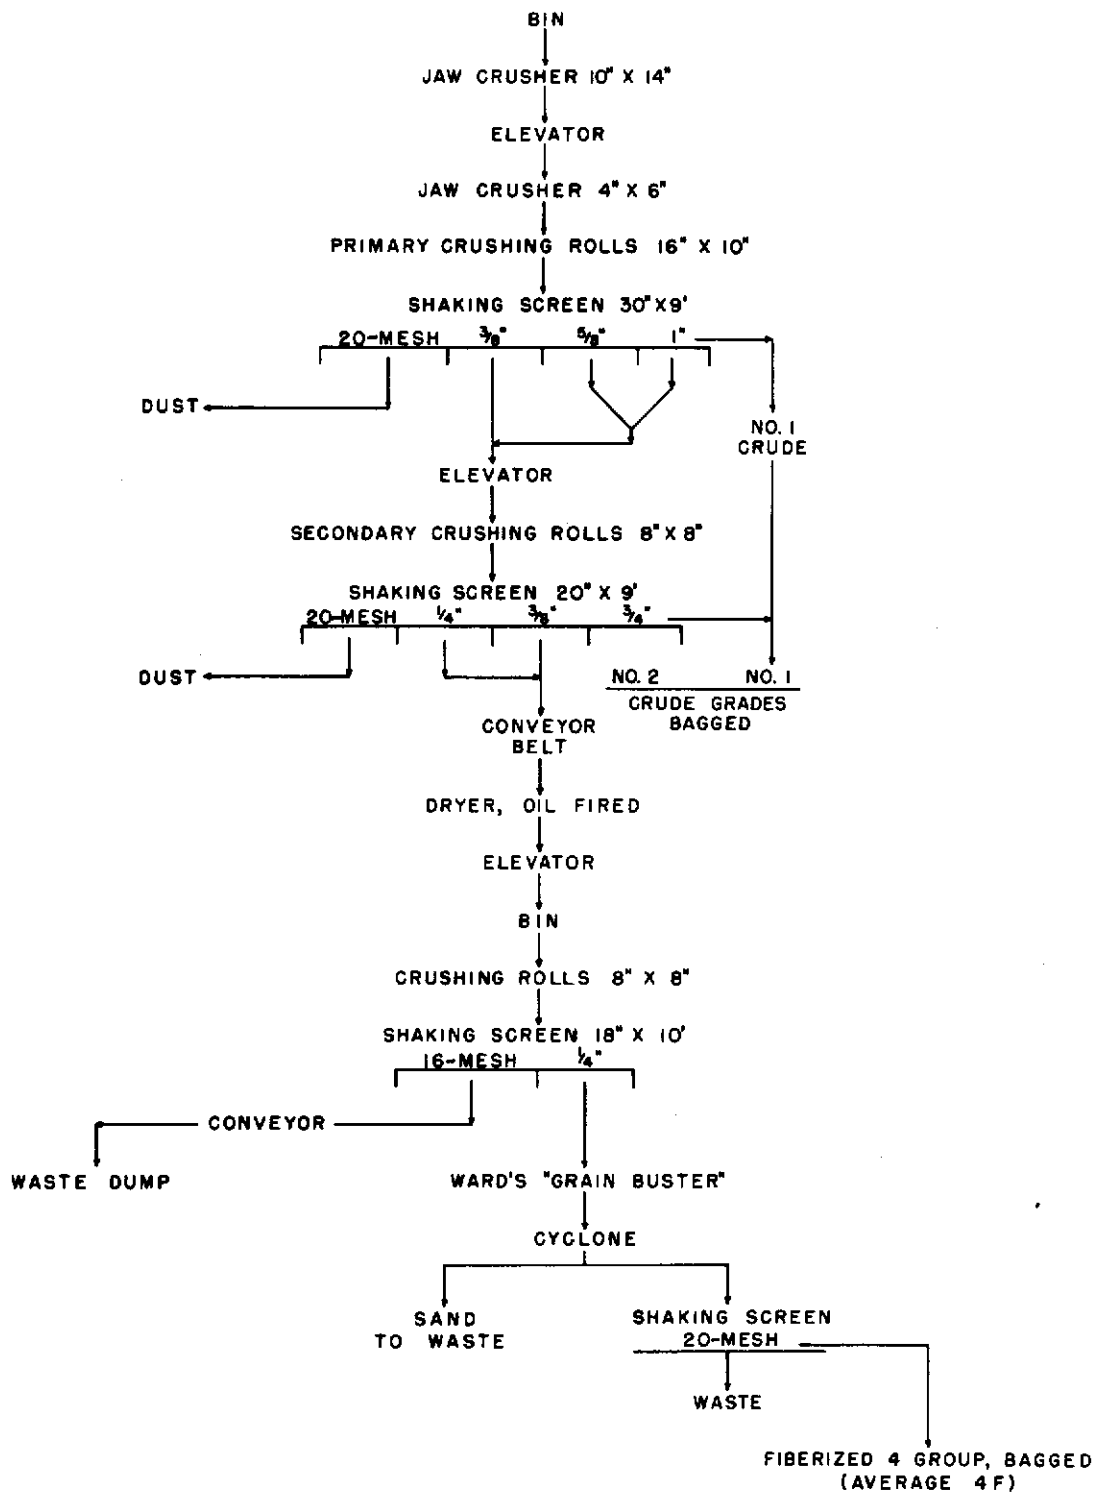 BIN
JAW CRUSHER 10" X 14"
ELEVATOR
JAW CRUSHER 4" X 6"
PRIMARY CRUSHING ROLLS 16" X 10"
SHAKING SCREEN 30" X 9'
20-MESH 3/8" 5/8" 1"
DUST
NO. 1
CRUDE
ELEVATOR
SECONDARY CRUSHING ROLLS 8" X 8"
SHAKING SCREEN 20" X 9'
20-MESH 1/4" 3/8" 3/4"
DUST
NO. 2 NO. 1
CRUDE GRADES
BAGGED
CONVEYOR
BELT
DRYER, OIL FIRED
ELEVATOR
BIN
CRUSHING ROLLS 8" X 8"
SHAKING SCREEN 18" X 10'
16-MESH 1/4"
CONVEYOR
WASTE DUMP
WARD'S "GRAIN BUSTER"
CYCLONE
SAND
TO WASTE
SHAKING SCREEN
20-MESH
WASTE
FIBERIZED 4 GROUP, BAGGED
(AVERAGE 4F)